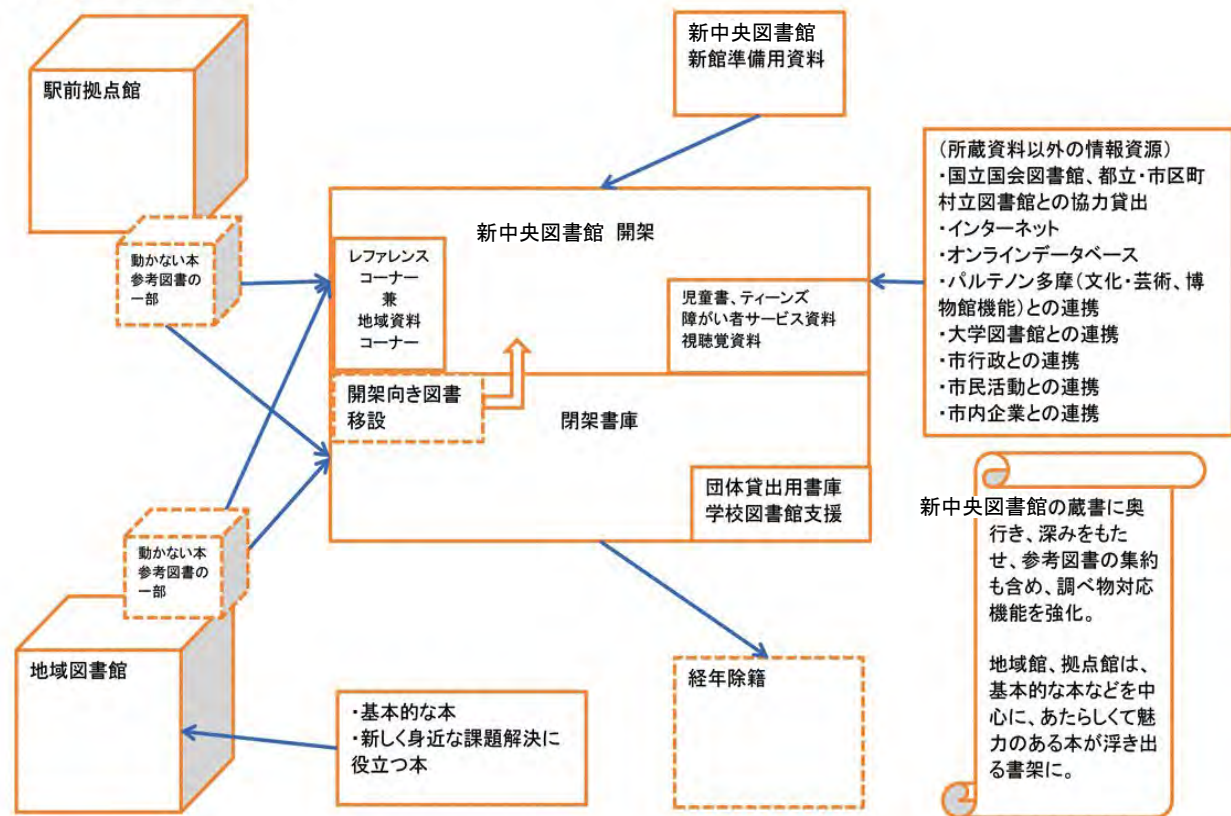 新中央図書館
新館準備用資料
駅前拠点館
動かない本
参考図書の
一部
新中央図書館 開架
レファレンス
コーナー
兼
地域資料
コーナー
児童書、ティーンズ
障がい者サービス資料
視聴覚資料
(所蔵資料以外の情報資源)
・国立国会図書館、都立・市区町
村立図書館との協力貸出
・インターネット
・オンラインデータベース
・パルテノン多摩(文化・芸術、博
物館機能)との連携
・大学図書館との連携
・市行政との連携
・市民活動との連携
・市内企業との連携
開架向き図書
移設
閉架書庫
団体貸出用書庫
学校図書館支援
動かない本
参考図書の
一部
地域図書館
・基本的な本
・新しく身近な課題解決に
役立つ本
経年除籍
新中央図書館の蔵書に奥
行き、深みをもた
せ、参考図書の集約
も含め、調べ物対応
機能を強化。
地域館、拠点館は、
基本的な本などを中
心に、あたらしくて魅
力のある本が浮き出
る書架に。